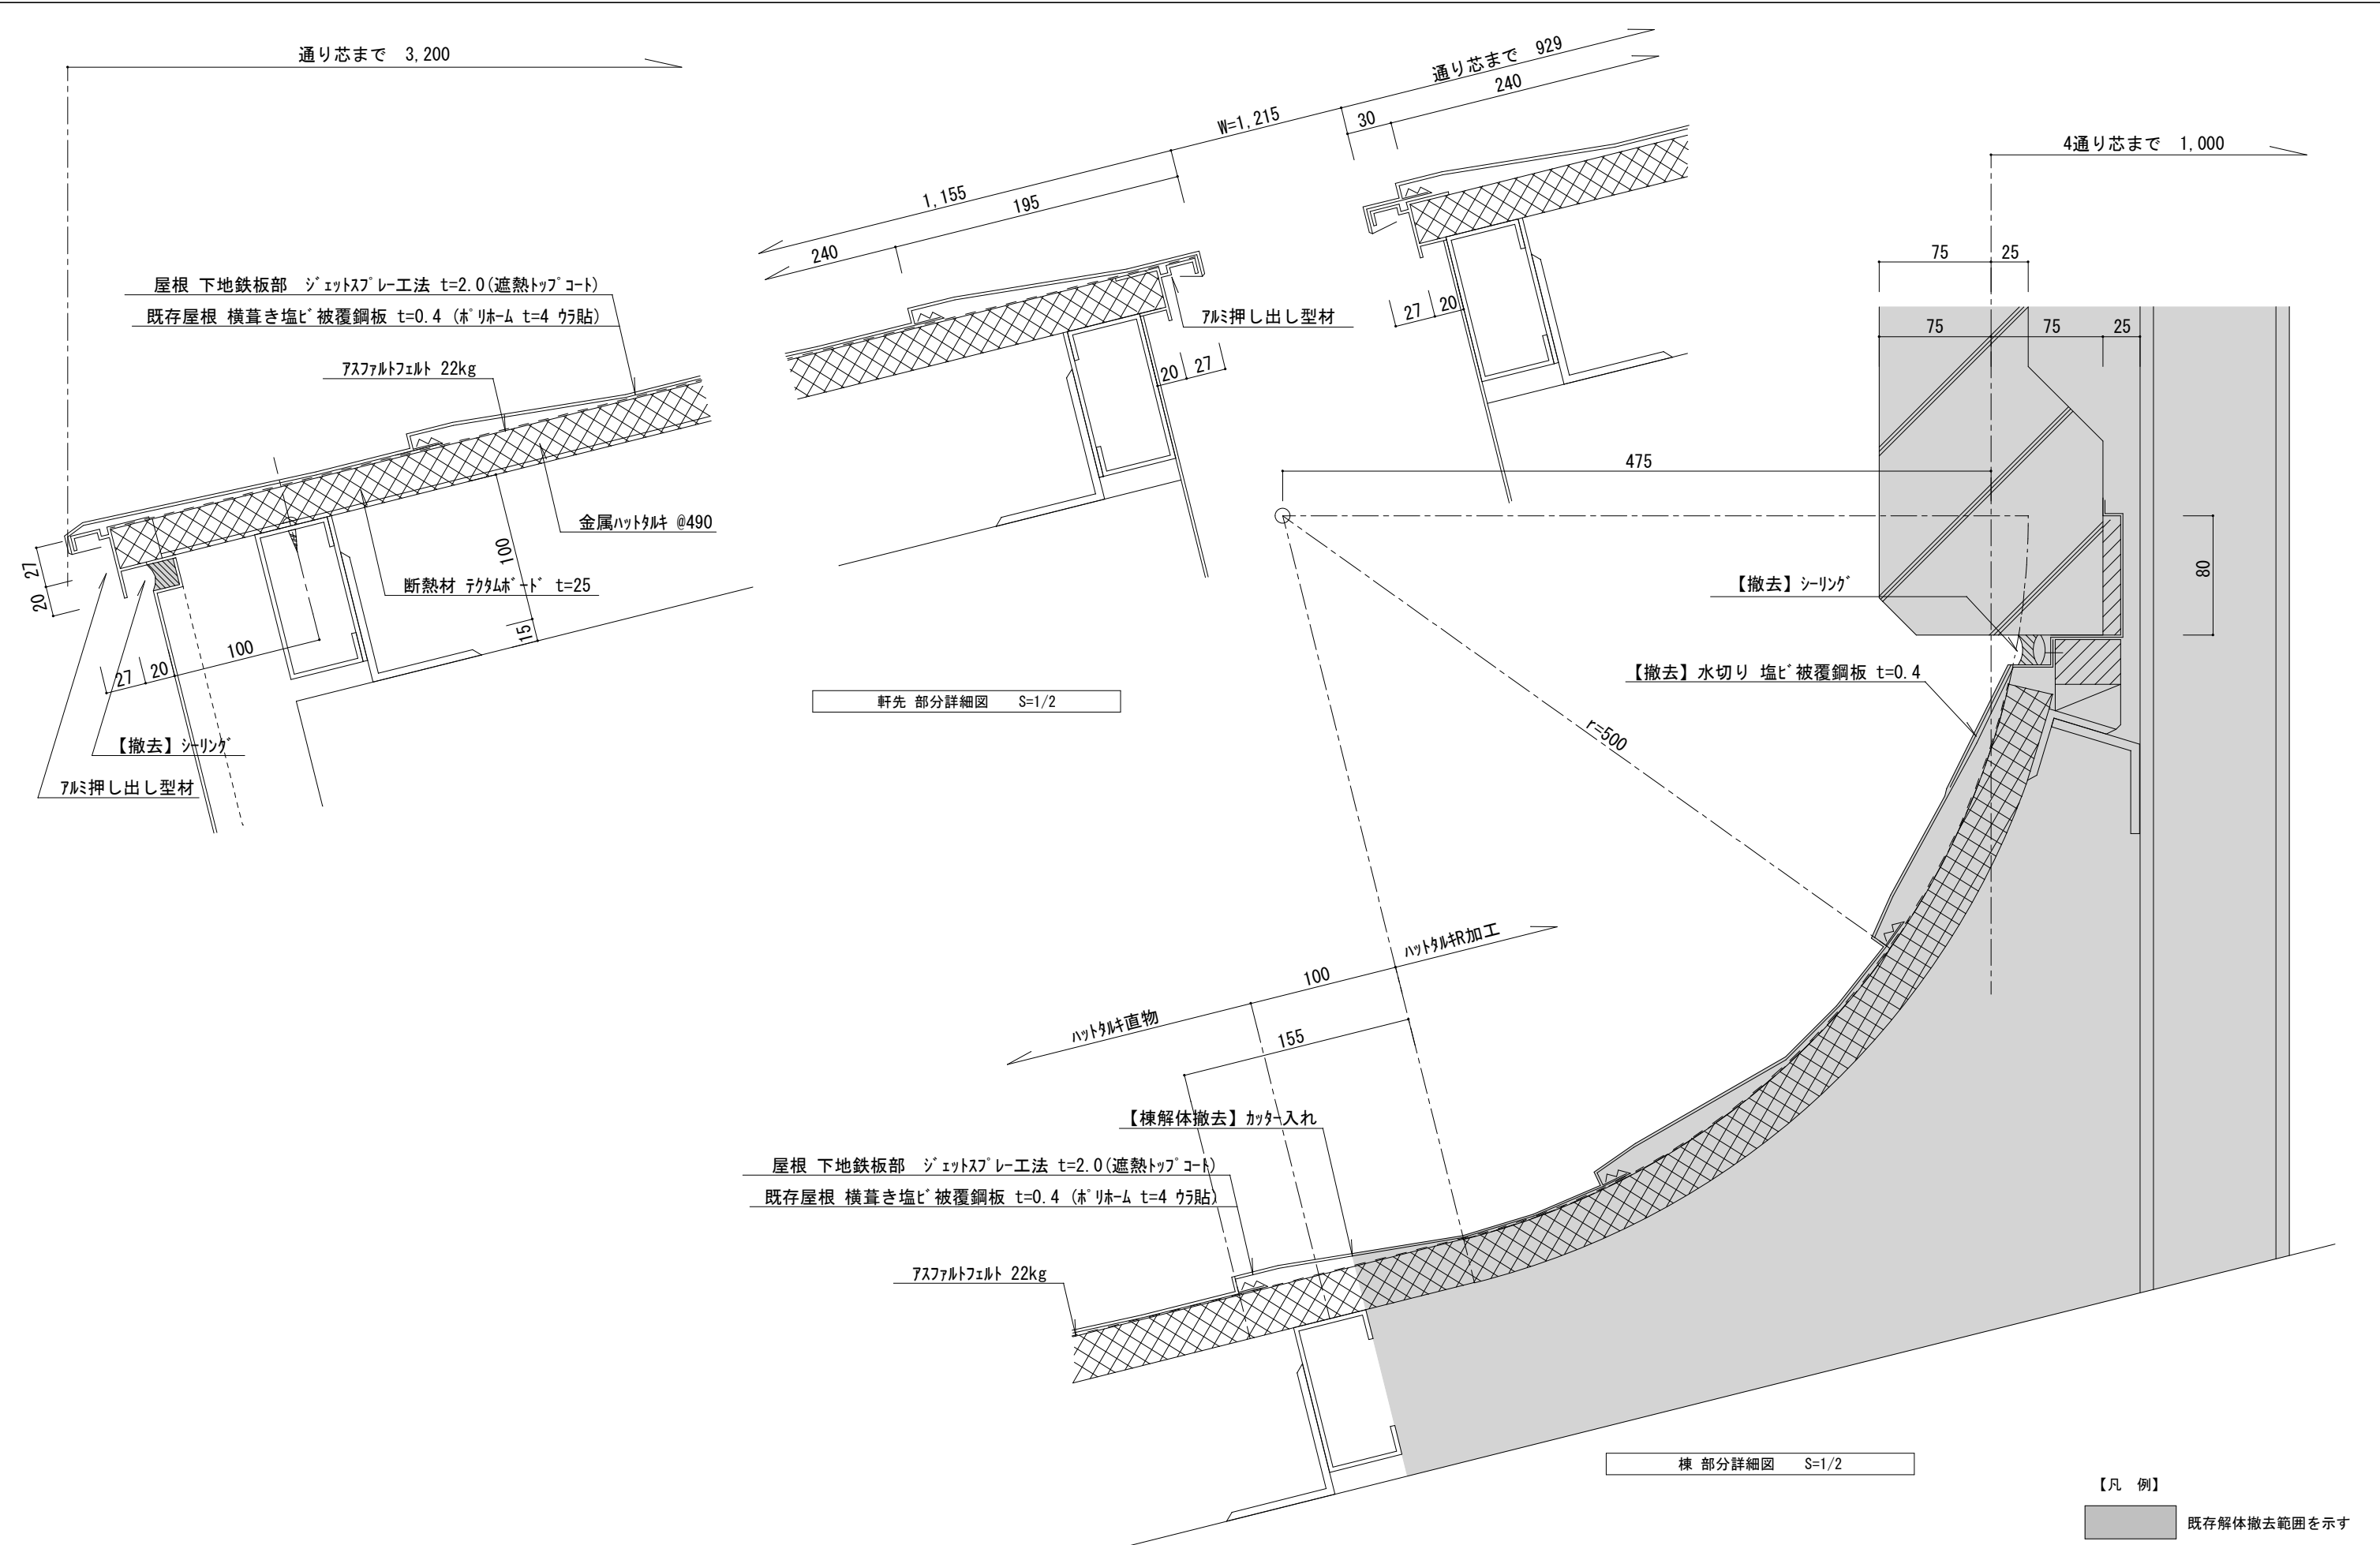 通り芯まで 3,200
通り芯まで 929
240
W=1,215
30
4通り芯まで 1,000
1,155
195
240
75 25
屋根 下地鉄板部 ｼﾞｪｯﾄｽﾌﾟﾚｰ工法 t=2.0(遮熱ﾄｯﾌﾟｺｰﾄ)
既存屋根 横葺き塩ﾋﾞ被覆鋼板 t=0.4 (ﾎﾟﾘﾎｰﾑ t=4 ｳﾗ貼)
ｱﾙﾐ押し出し型材
27 20
75 75 25
ｱｽﾌｧﾙﾄﾌｪﾙﾄ 22kg
20 27
475
金属ﾊｯﾄﾀﾙｷ @490
100
断熱材 ﾃｸﾀﾑﾎﾞｰﾄﾞ t=25
15
27
20
80
【撤去】ｼｰﾘﾝｸﾞ
27 20 100
【撤去】水切り 塩ﾋﾞ被覆鋼板 t=0.4
軒先 部分詳細図 S=1/2
r=500
【撤去】ｼｰﾘﾝｸﾞ
ｱﾙﾐ押し出し型材
ﾊｯﾄﾀﾙｷR加工
100
ﾊｯﾄﾀﾙｷ直物
155
【棟解体撤去】ｶｯﾀｰ入れ
屋根 下地鉄板部 ｼﾞｪｯﾄｽﾌﾟﾚｰ工法 t=2.0(遮熱ﾄｯﾌﾟｺｰﾄ)
既存屋根 横葺き塩ﾋﾞ被覆鋼板 t=0.4 (ﾎﾟﾘﾎｰﾑ t=4 ｳﾗ貼)
ｱｽﾌｧﾙﾄﾌｪﾙﾄ 22kg
棟 部分詳細図 S=1/2
【凡 例】
既存解体撤去範囲を示す